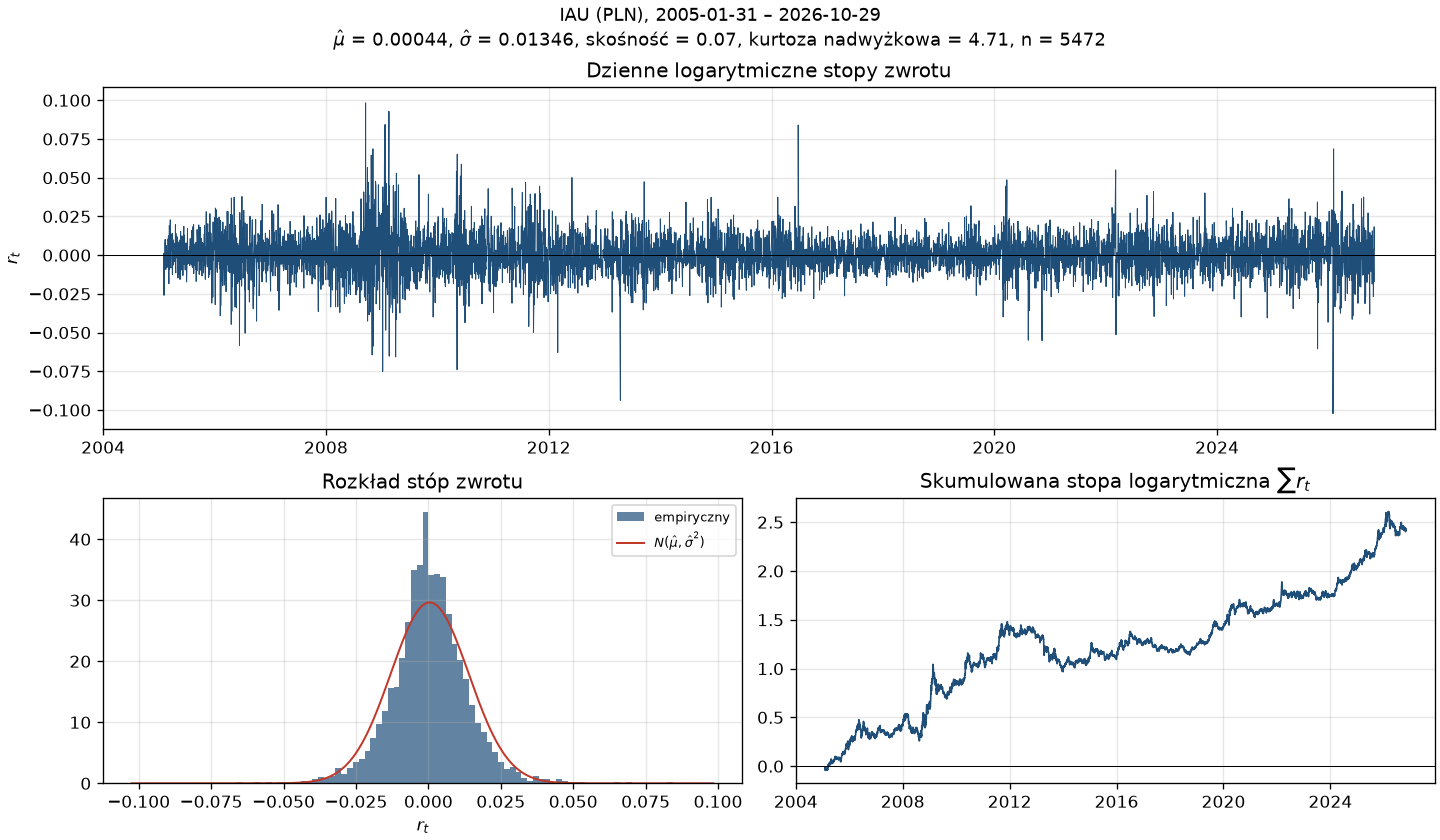 IAU (PLN), 2005-01-31 – 2026-10-29
μ̂ = 0.00044, σ̂ = 0.01346, skośność = 0.07, kurtoza nadwyżkowa = 4.71, n = 5472
Dzienne logarytmiczne stopy zwrotu
0.100
0.075
0.050
0.025
0.000
−0.025
−0.050
−0.075
−0.100
r_t
2004 2008 2012 2016 2020 2024
Rozkład stóp zwrotu
empiryczny
N(μ̂, σ̂²)
40
30
20
10
0
−0.100 −0.075 −0.050 −0.025 0.000 0.025 0.050 0.075 0.100
r_t
Skumulowana stopa logarytmiczna ∑r_t
2.5
2.0
1.5
1.0
0.5
0.0
2004 2008 2012 2016 2020 2024